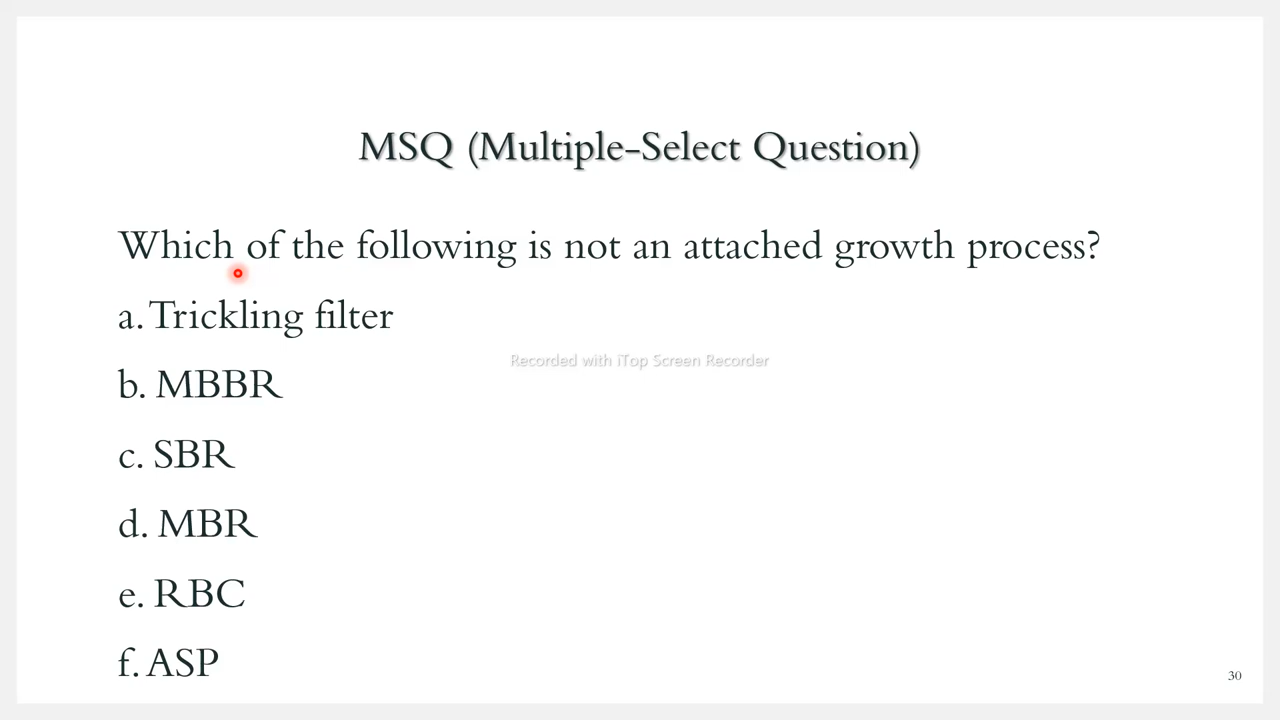 MSQ (Multiple-Select Question)
Which of the following is not an attached growth process?
a. Trickling filter
Recorded with iTop Screen Recorder
b. MBBR
c. SBR
d. MBR
e. RBC
f. ASP
30